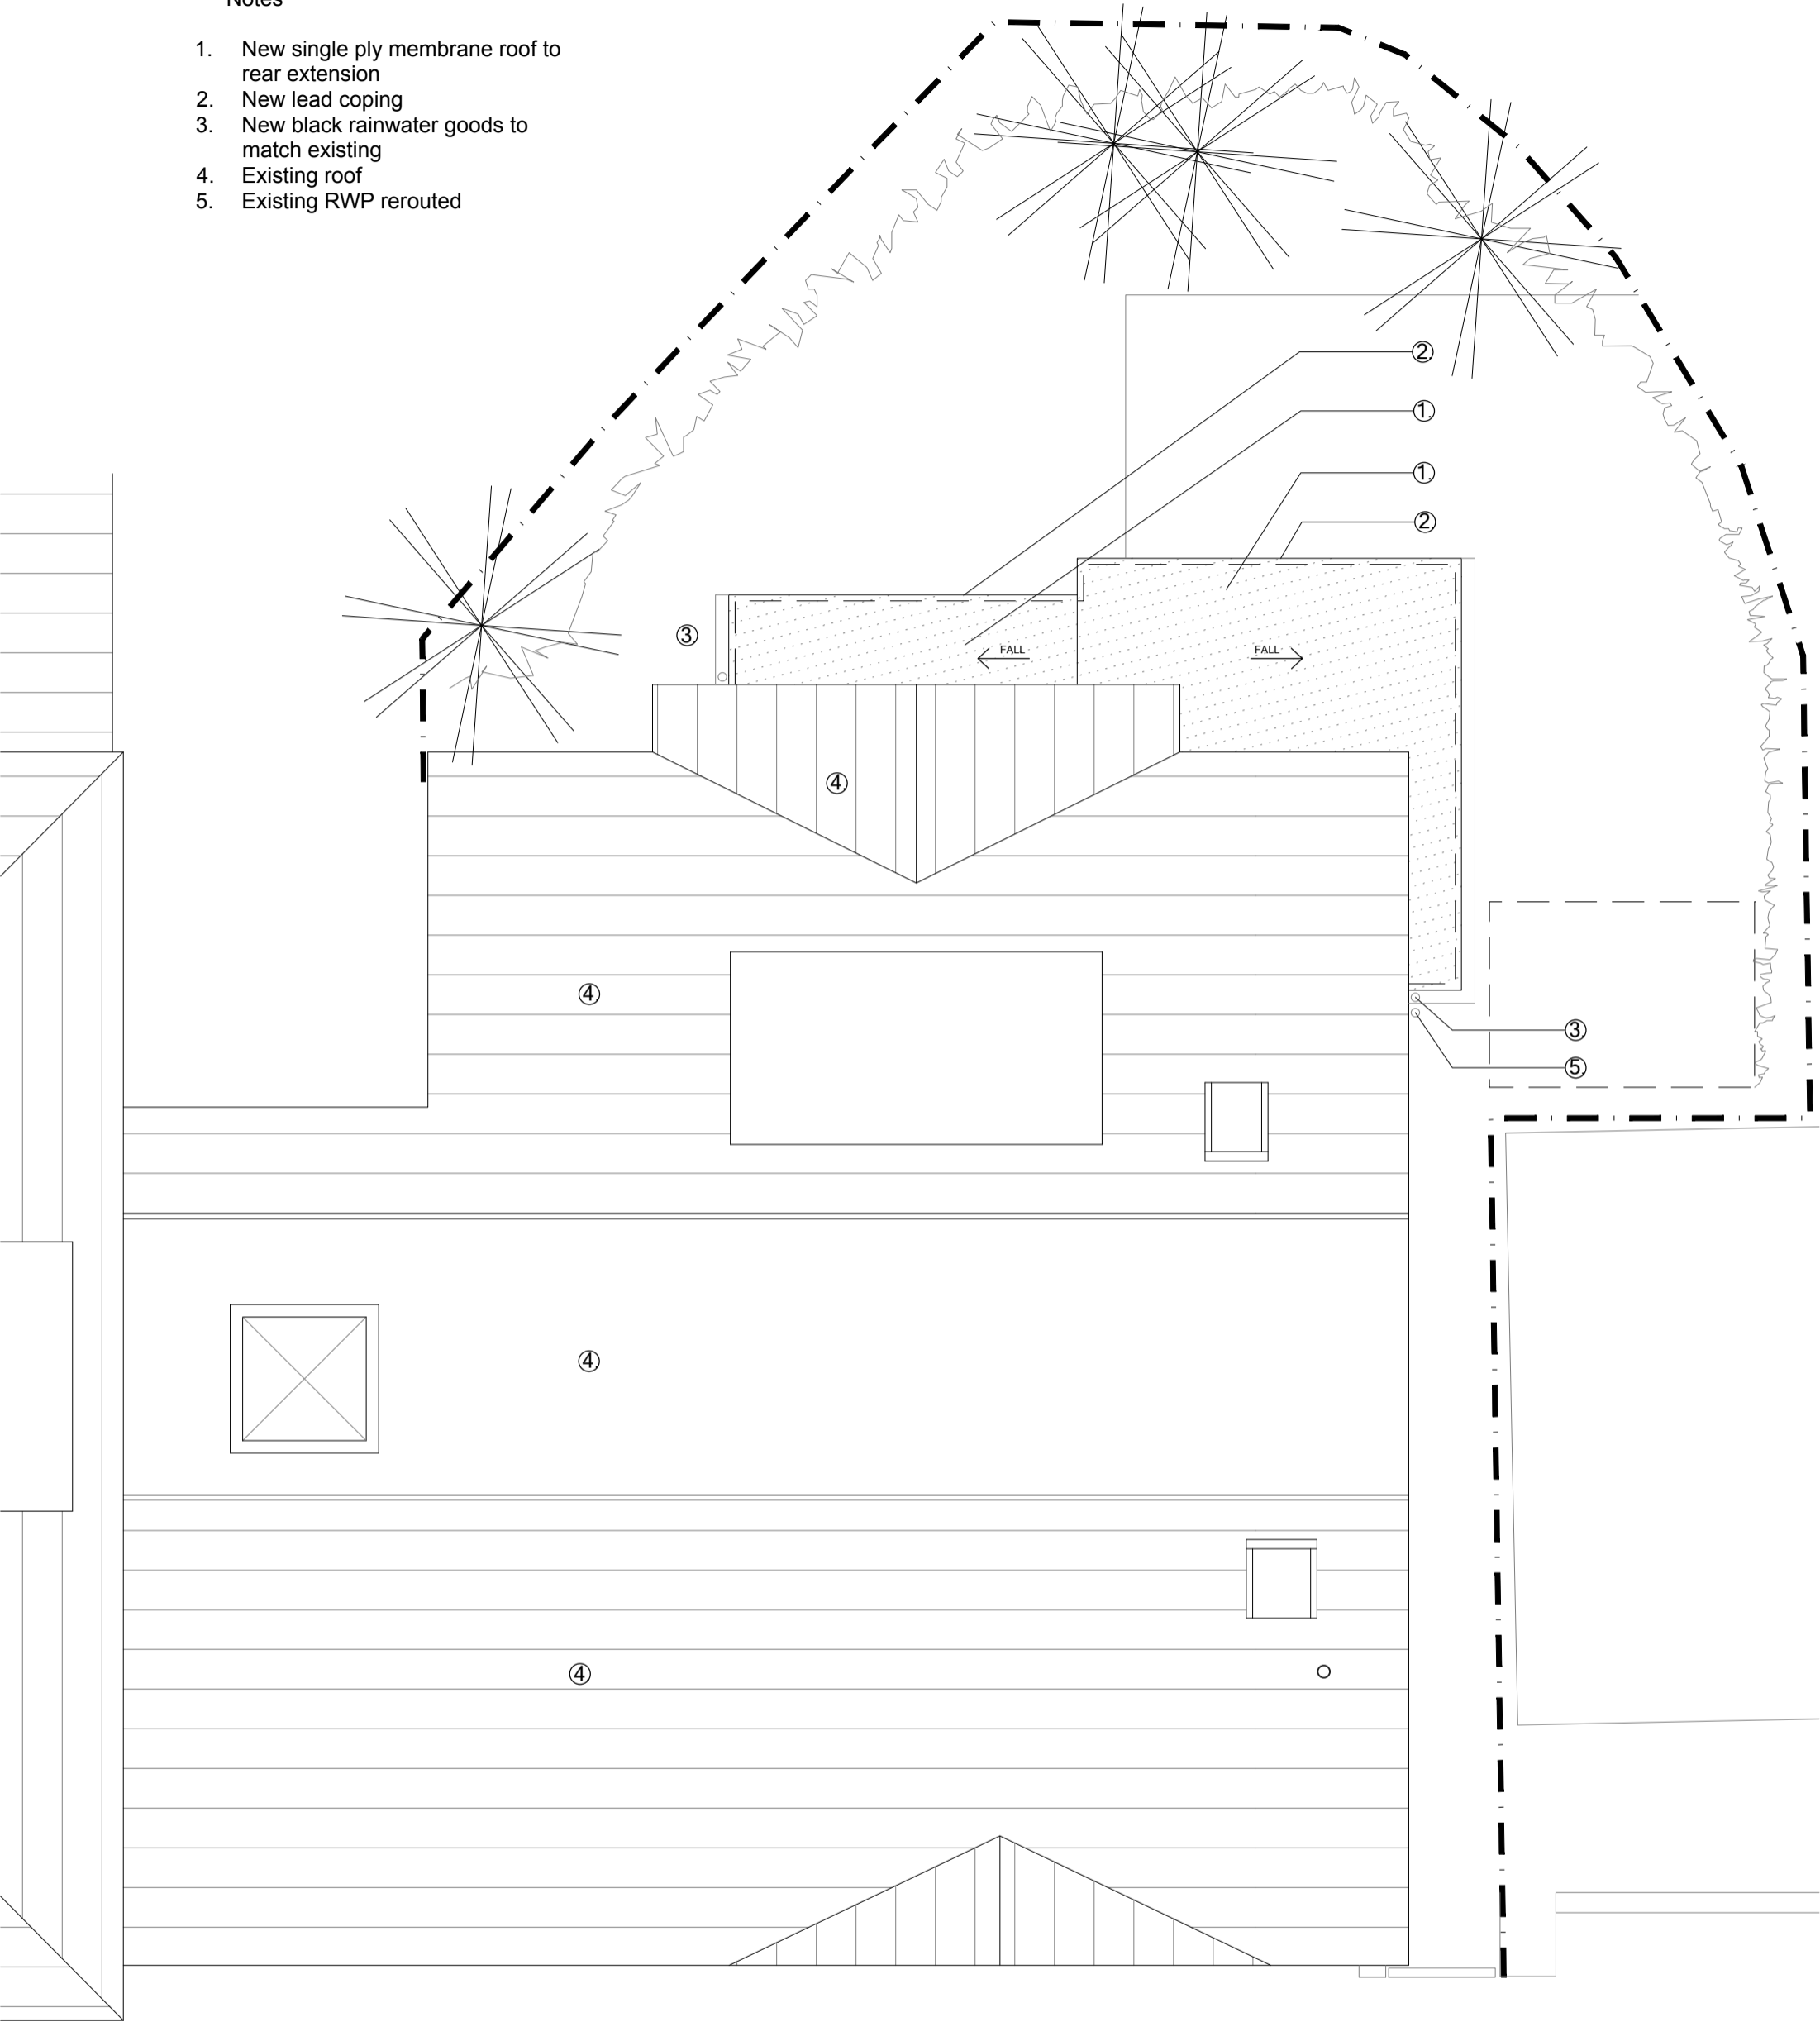 Notes
1. New single ply membrane roof to
rear extension
2. New lead coping
3. New black rainwater goods to
match existing
4. Existing roof
5. Existing RWP rerouted
2.
1.
1.
2.
3.
FALL
FALL
4.
4.
3.
5.
4.
4.